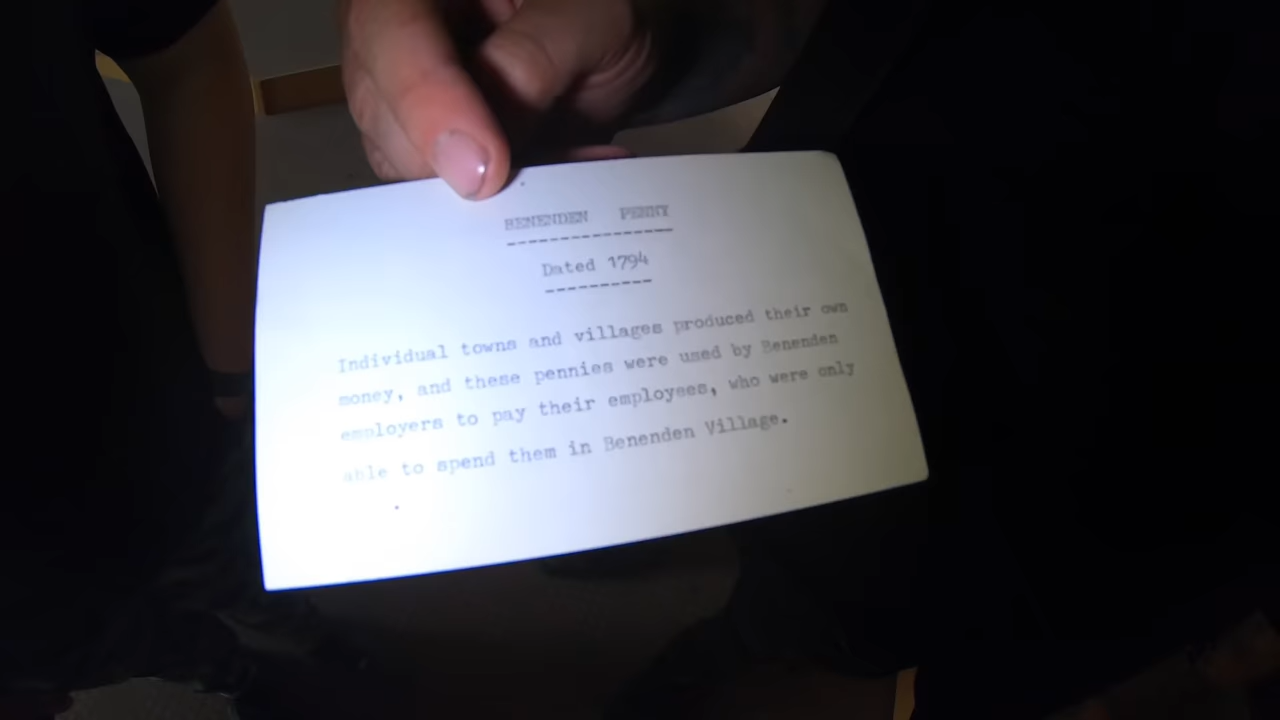 BENENDEN PENNY
Dated 1794
Individual towns and villages produced their own
money, and these pennies were used by Benenden
employers to pay their employees, who were only
able to spend them in Benenden Village.